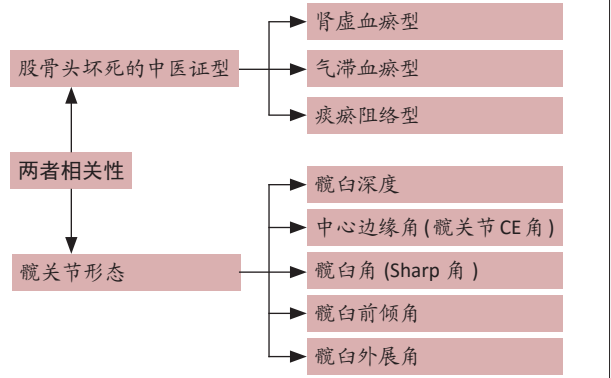 肾虚血瘀型
股骨头坏死的中医证型
气滞血瘀型
痰瘀阻络型
两者相关性
髋臼深度
中心边缘角(髋关节CE角)
髋关节形态
髋臼角(Sharp 角 )
髋臼前倾角
髋臼外展角